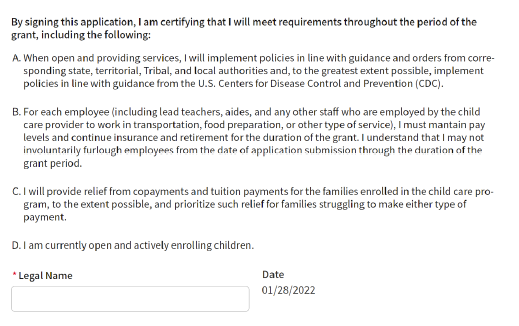 By signing this application, I am certifying that I will meet requirements throughout the period of the
grant, including the following:
A. When open and providing services, I will implement policies in line with guidance and orders from corre-
sponding state, territorial, Tribal, and local authorities and, to the greatest extent possible, implement
policies in line with guidance from the U.S. Centers for Disease Control and Prevention (CDC).
B. For each employee (including lead teachers, aides, and any other staff who are employed by the child
care provider to work in transportation, food preparation, or other type of service), I must mantain pay
levels and continue insurance and retirement for the duration of the grant. I understand that I may not
involuntarily furlough employees from the date of application submission through the duration of the
grant period.
C. I will provide relief from copayments and tuition payments for the families enrolled in the child care pro-
gram, to the extent possible, and prioritize such relief for families struggling to make either type of
payment.
D. I am currently open and actively enrolling children.
* Legal Name
Date
01/28/2022